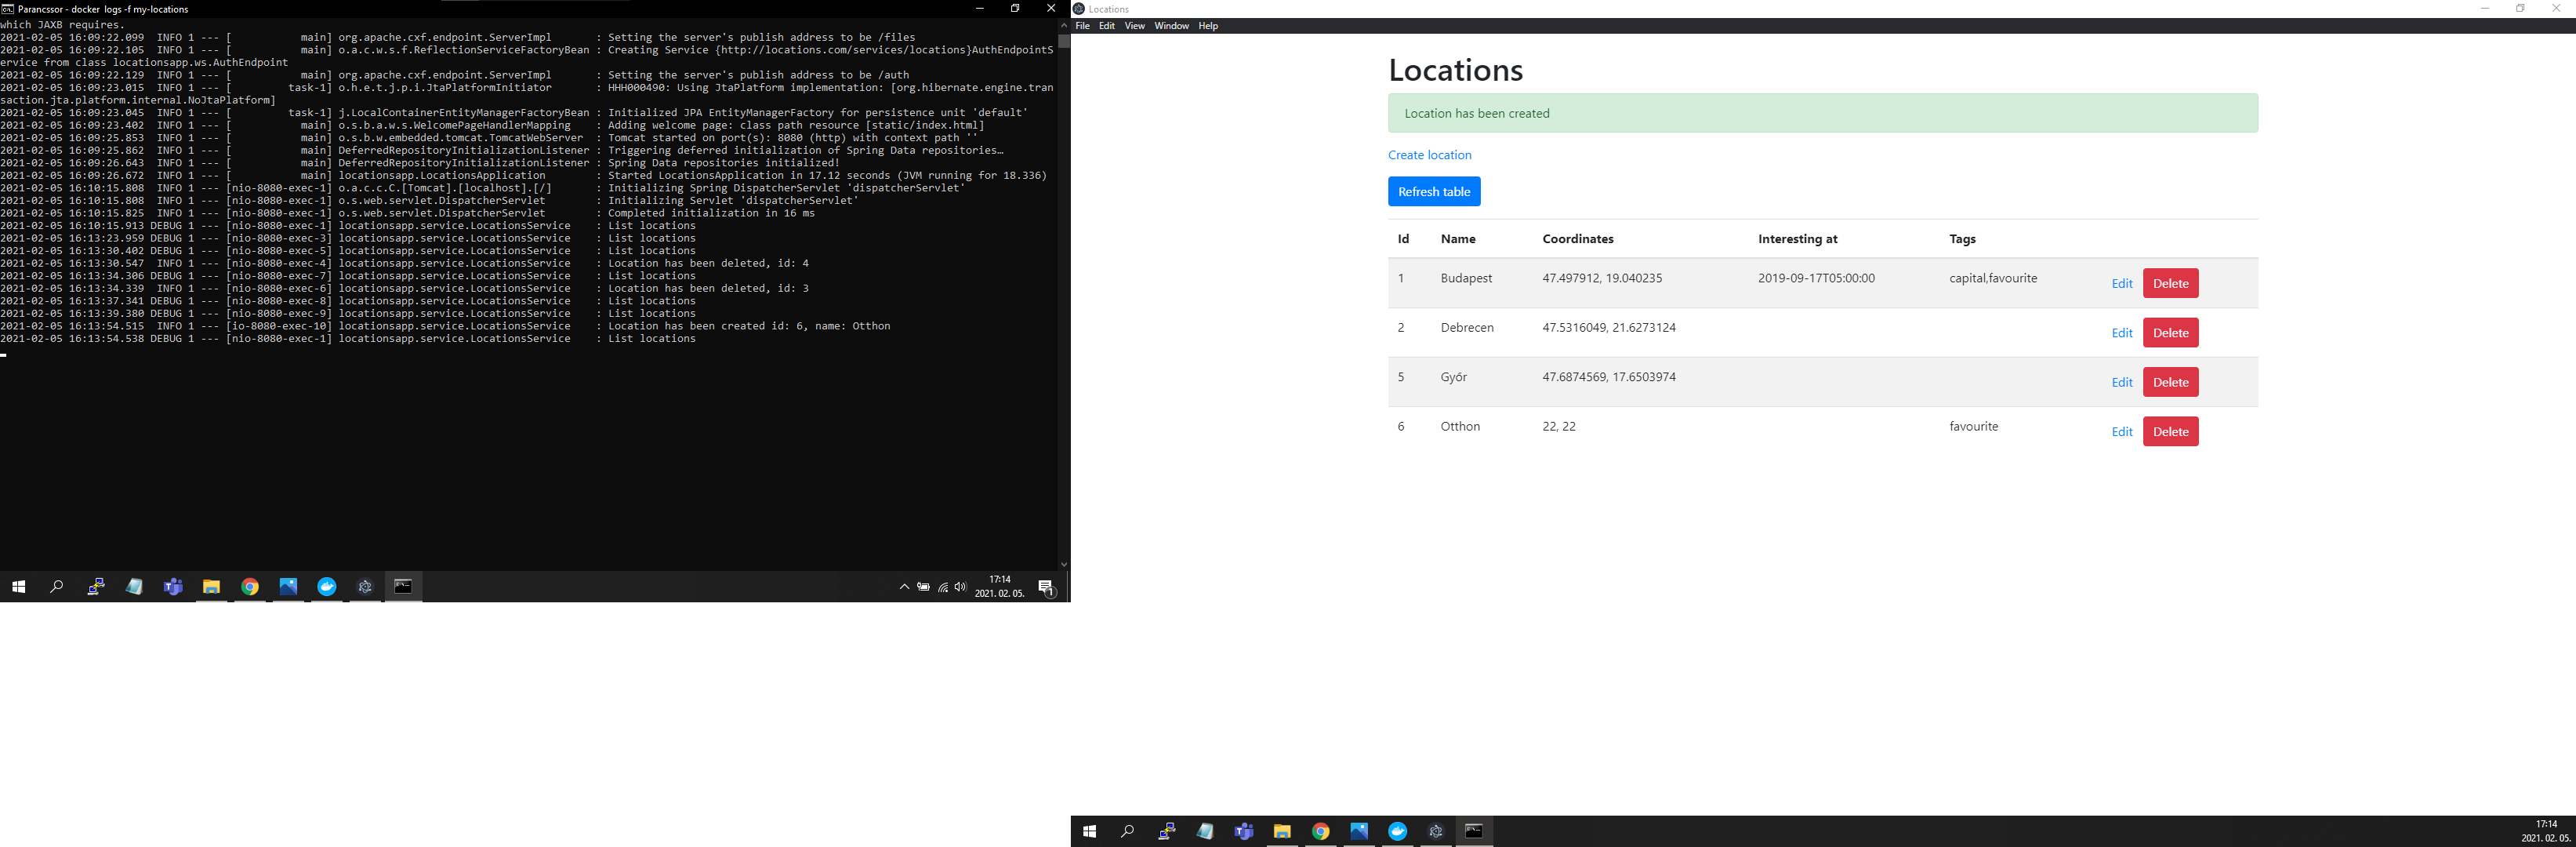 Parancssor - docker  logs -f my-locations
which JAXB requires.
2021-02-05 16:09:22.099  INFO 1 --- [           main] org.apache.cxf.endpoint.ServerImpl       : Setting the server's publish address to be /files
2021-02-05 16:09:22.105  INFO 1 --- [           main] o.a.c.w.s.f.ReflectionServiceFactoryBean : Creating Service {http://locations.com/services/locations}AuthEndpointS
ervice from class locationsapp.ws.AuthEndpoint
2021-02-05 16:09:22.129  INFO 1 --- [           main] org.apache.cxf.endpoint.ServerImpl       : Setting the server's publish address to be /auth
2021-02-05 16:09:23.015  INFO 1 --- [         task-1] o.h.e.t.j.p.i.JtaPlatformInitiator       : HHH000490: Using JtaPlatform implementation: [org.hibernate.engine.tran
saction.jta.platform.internal.NoJtaPlatform]
2021-02-05 16:09:23.045  INFO 1 --- [         task-1] j.LocalContainerEntityManagerFactoryBean : Initialized JPA EntityManagerFactory for persistence unit 'default'
2021-02-05 16:09:23.402  INFO 1 --- [           main] o.s.b.a.w.s.WelcomePageHandlerMapping    : Adding welcome page: class path resource [static/index.html]
2021-02-05 16:09:25.853  INFO 1 --- [           main] o.s.b.w.embedded.tomcat.TomcatWebServer  : Tomcat started on port(s): 8080 (http) with context path ''
2021-02-05 16:09:25.862  INFO 1 --- [           main] DeferredRepositoryInitializationListener : Triggering deferred initialization of Spring Data repositories…
2021-02-05 16:09:26.643  INFO 1 --- [           main] DeferredRepositoryInitializationListener : Spring Data repositories initialized!
2021-02-05 16:09:26.672  INFO 1 --- [           main] locationsapp.LocationsApplication        : Started LocationsApplication in 17.12 seconds (JVM running for 18.336)
2021-02-05 16:10:15.808  INFO 1 --- [nio-8080-exec-1] o.a.c.c.C.[Tomcat].[localhost].[/]       : Initializing Spring DispatcherServlet 'dispatcherServlet'
2021-02-05 16:10:15.808  INFO 1 --- [nio-8080-exec-1] o.s.web.servlet.DispatcherServlet        : Initializing Servlet 'dispatcherServlet'
2021-02-05 16:10:15.825  INFO 1 --- [nio-8080-exec-1] o.s.web.servlet.DispatcherServlet        : Completed initialization in 16 ms
2021-02-05 16:10:15.913 DEBUG 1 --- [nio-8080-exec-1] locationsapp.service.LocationsService    : List locations
2021-02-05 16:13:23.959 DEBUG 1 --- [nio-8080-exec-3] locationsapp.service.LocationsService    : List locations
2021-02-05 16:13:30.402 DEBUG 1 --- [nio-8080-exec-5] locationsapp.service.LocationsService    : List locations
2021-02-05 16:13:30.547  INFO 1 --- [nio-8080-exec-4] locationsapp.service.LocationsService    : Location has been deleted, id: 4
2021-02-05 16:13:34.306 DEBUG 1 --- [nio-8080-exec-7] locationsapp.service.LocationsService    : List locations
2021-02-05 16:13:34.339  INFO 1 --- [nio-8080-exec-6] locationsapp.service.LocationsService    : Location has been deleted, id: 3
2021-02-05 16:13:37.341 DEBUG 1 --- [nio-8080-exec-8] locationsapp.service.LocationsService    : List locations
2021-02-05 16:13:39.380 DEBUG 1 --- [nio-8080-exec-9] locationsapp.service.LocationsService    : List locations
2021-02-05 16:13:54.515  INFO 1 --- [io-8080-exec-10] locationsapp.service.LocationsService    : Location has been created id: 6, name: Otthon
2021-02-05 16:13:54.538 DEBUG 1 --- [nio-8080-exec-1] locationsapp.service.LocationsService    : List locations
17:14
2021. 02. 05.
1
Locations
File Edit View Window Help
Locations
Location has been created
Create location
Refresh table
Id Name Coordinates Interesting at Tags
1 Budapest 47.497912, 19.040235 2019-09-17T05:00:00 capital,favourite Edit Delete
2 Debrecen 47.5316049, 21.6273124 Edit Delete
5 Győr 47.6874569, 17.6503974 Edit Delete
6 Otthon 22, 22 favourite Edit Delete
17:14
2021. 02. 05.